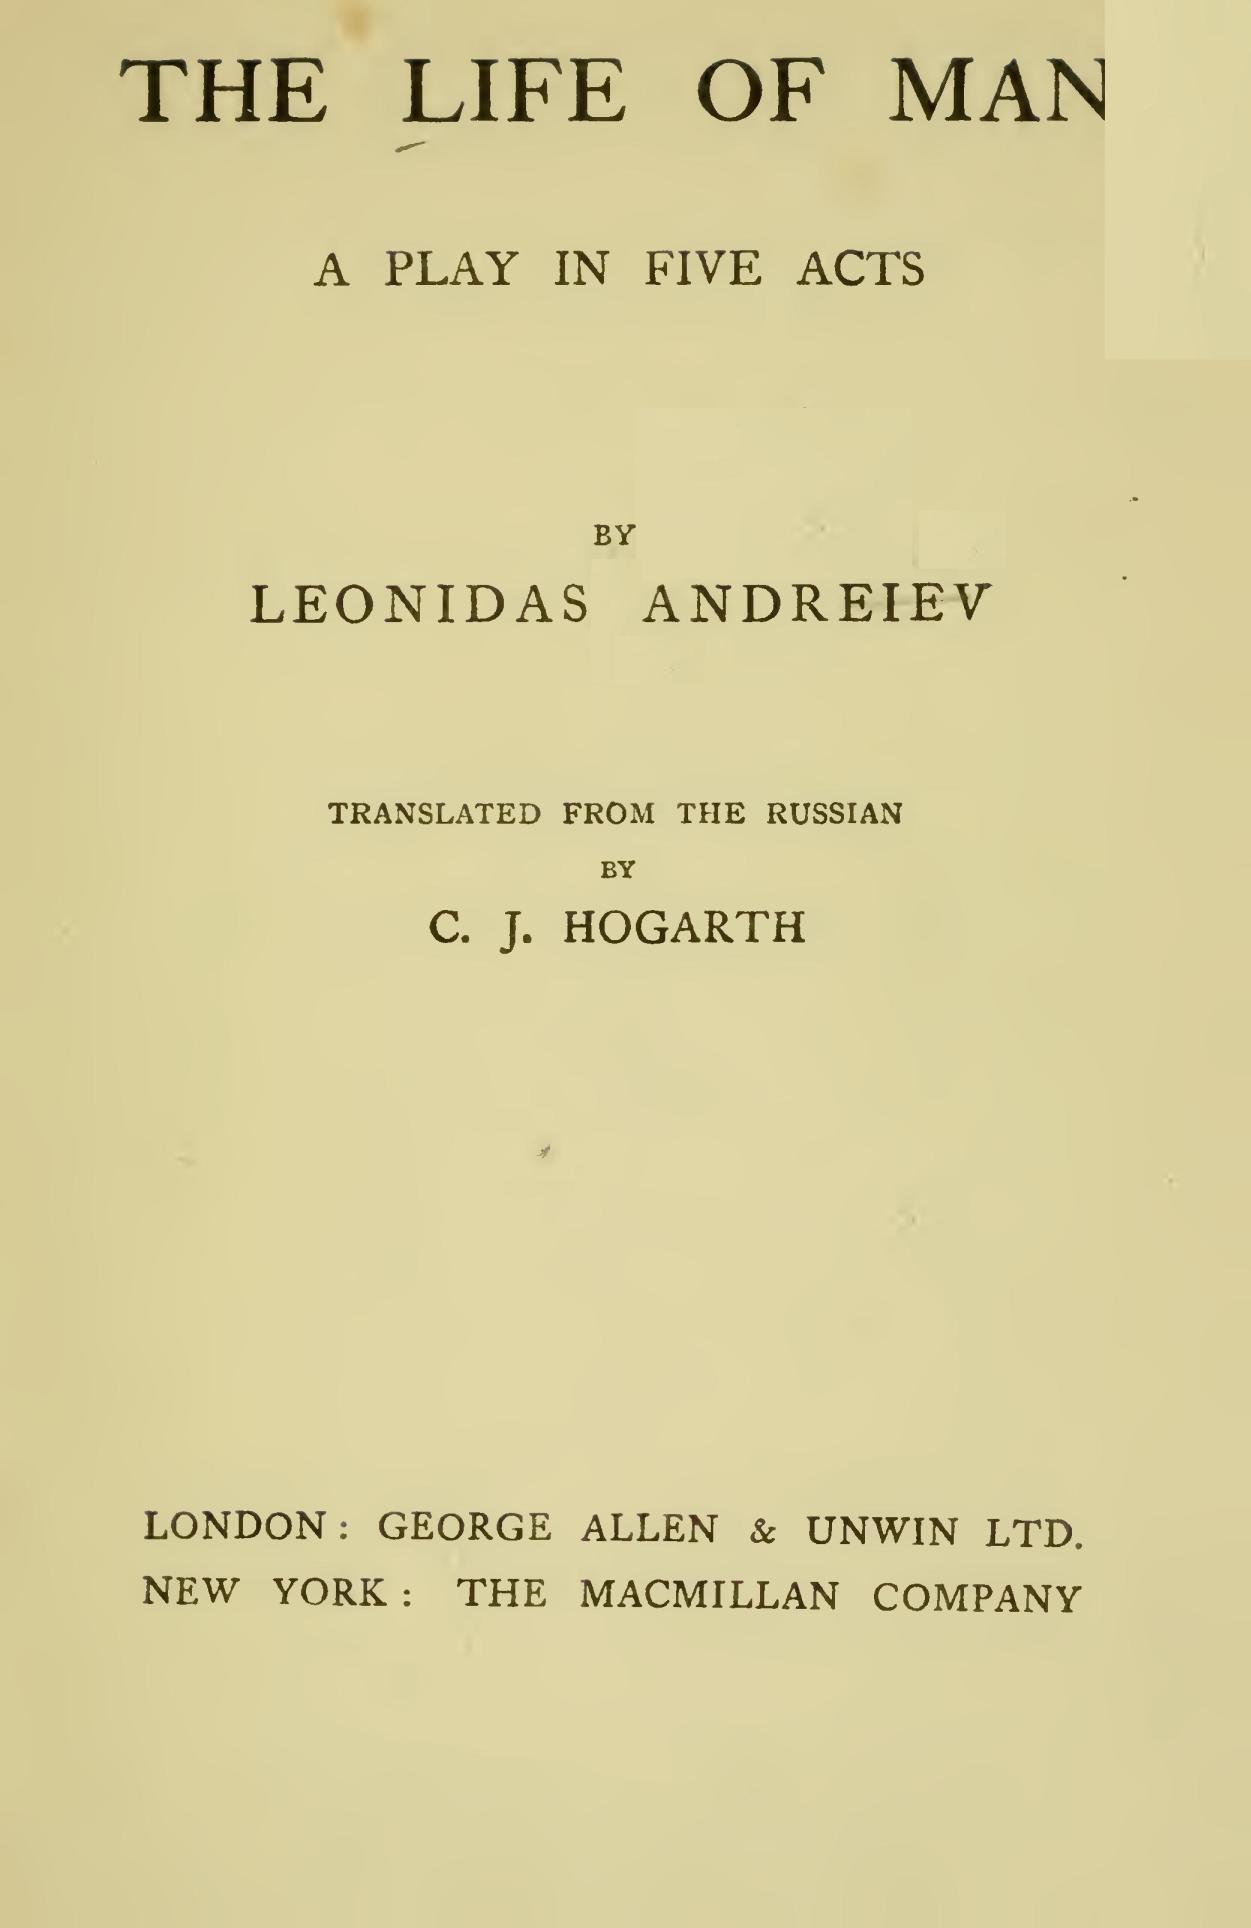 THE LIFE OF MAN
A PLAY IN FIVE ACTS
BY
LEONIDAS ANDREIEV
TRANSLATED FROM THE RUSSIAN
BY
C. J. HOGARTH
LONDON: GEORGE ALLEN & UNWIN LTD.
NEW YORK: THE MACMILLAN COMPANY